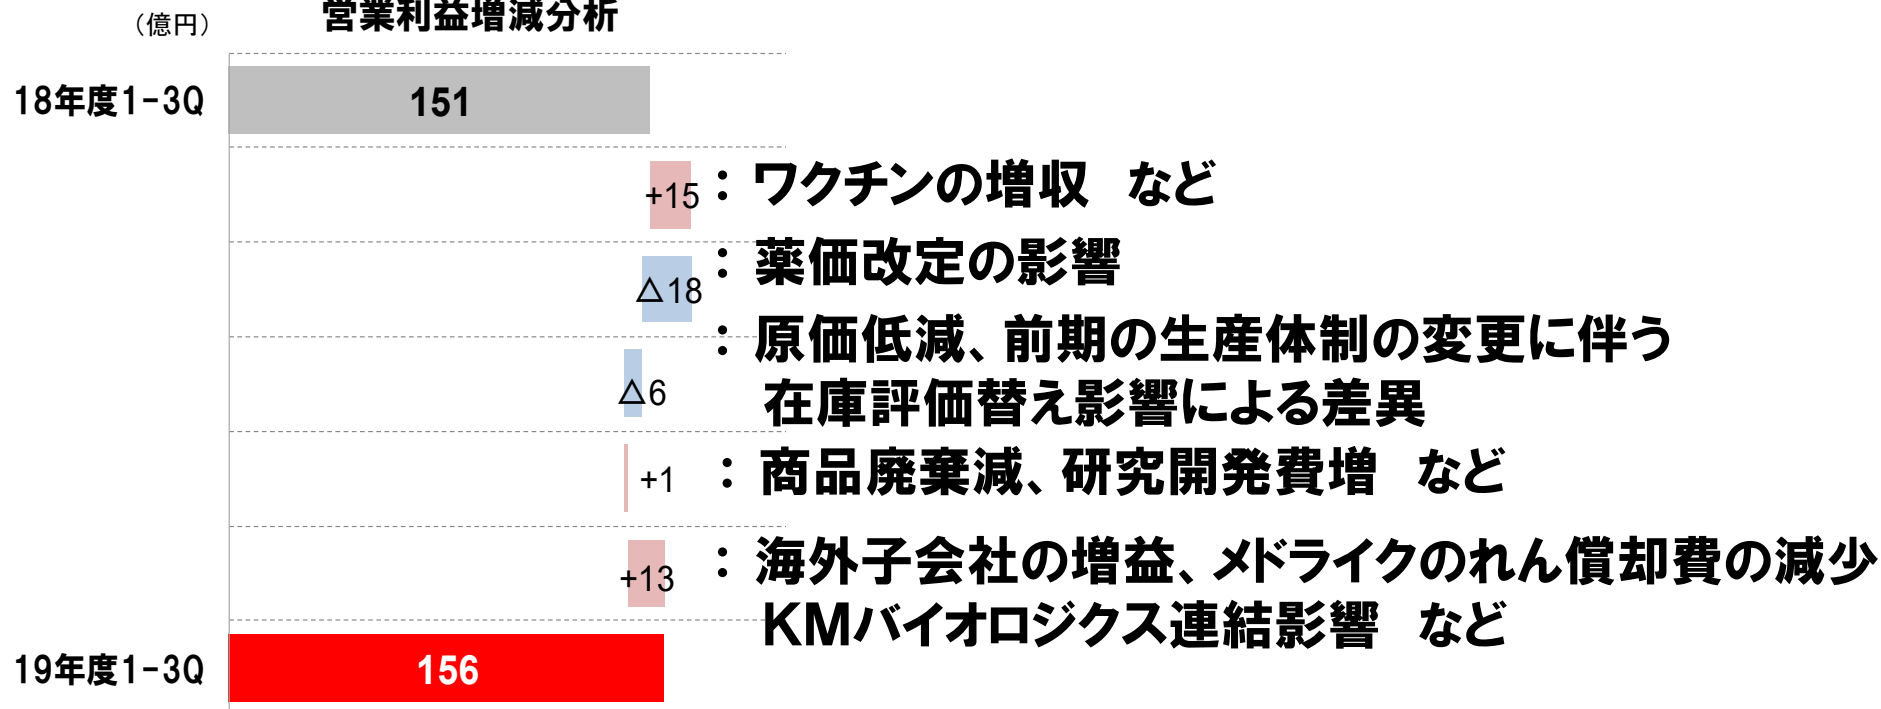 営業利益増減分析
（億円）
18年度1-3Q
151
+15 ： ワクチンの増収　など
△18 ： 薬価改定の影響
△6 ： 原価低減、前期の生産体制の変更に伴う
在庫評価替え影響による差異
+1 ： 商品廃棄減、研究開発費増　など
+13 ： 海外子会社の増益、メドライクのれん償却費の減少
KMバイオロジクス連結影響　など
19年度1-3Q
156